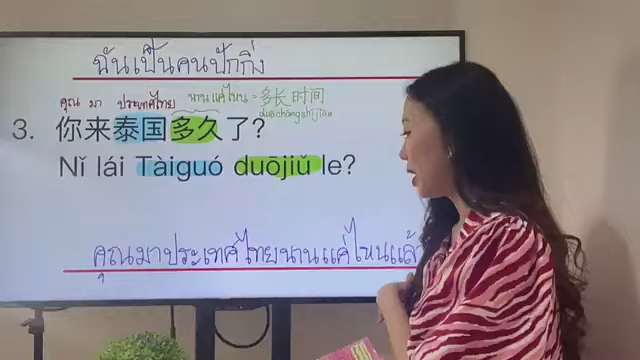 ฉันเป็นคนปักกิ่ง
คุณ มา ประเทศไทย นานแค่ไหน = 多长时间
duōchángshíjiān
3. 你来泰国多久了?
Nǐ lái Tàiguó duōjiǔ le?
คุณมาประเทศไทยนานแค่ไหนแล้ว